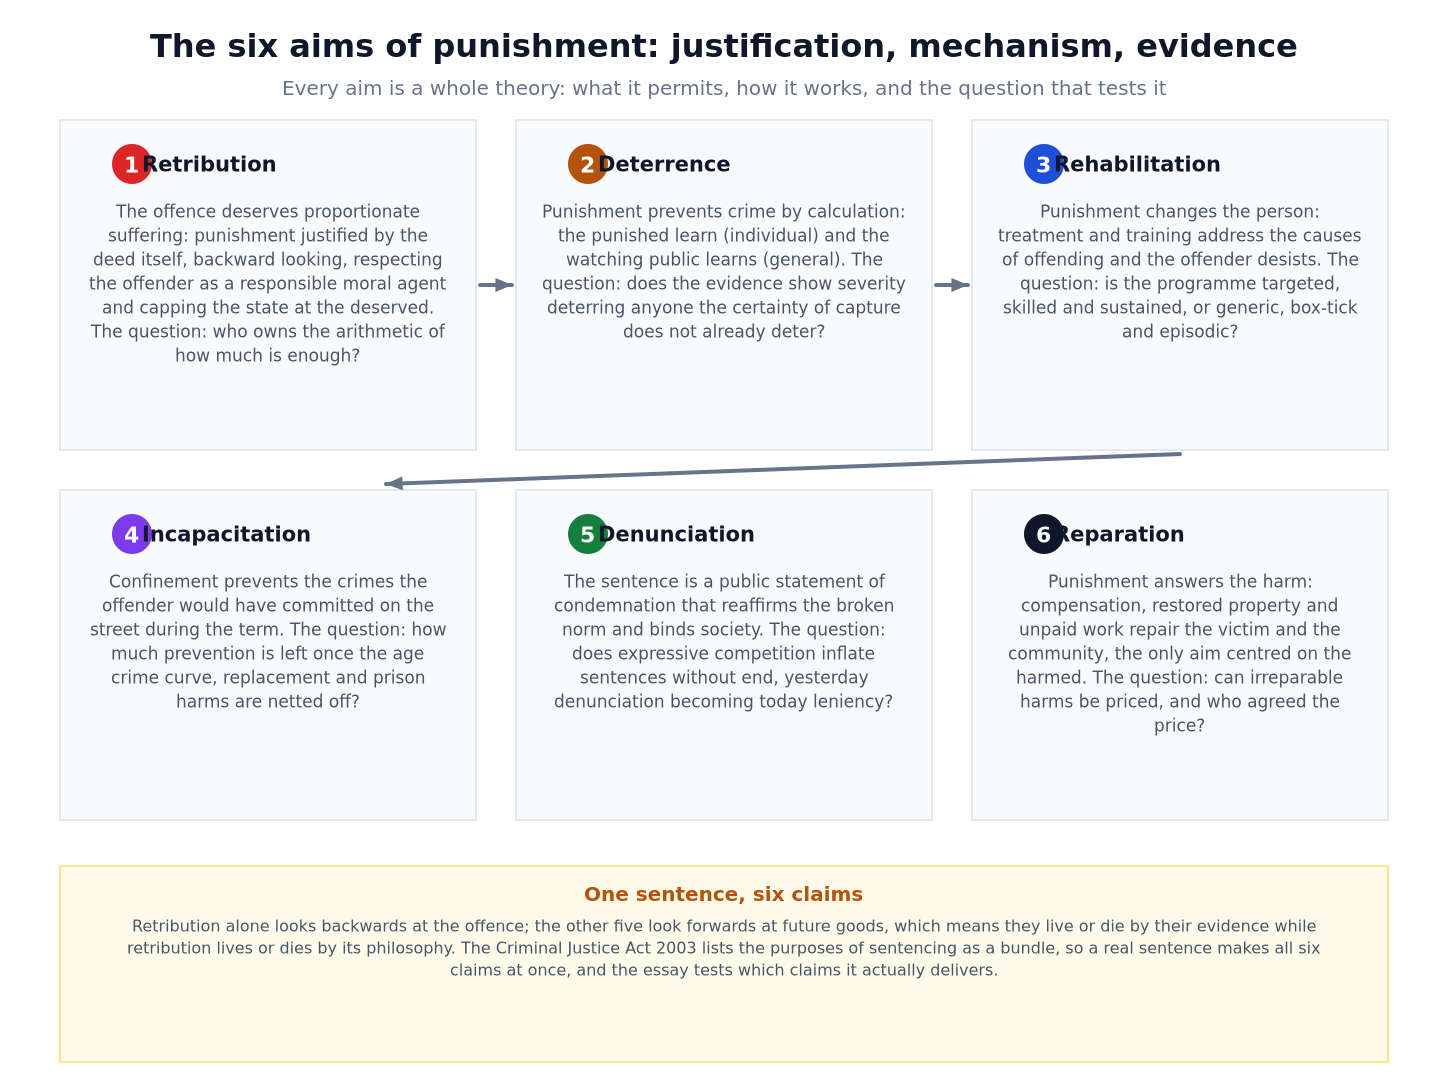 The six aims of punishment: justification, mechanism, evidence
Every aim is a whole theory: what it permits, how it works, and the question that tests it
1 Retribution
The offence deserves proportionate
suffering: punishment justified by the
deed itself, backward looking, respecting
the offender as a responsible moral agent
and capping the state at the deserved.
The question: who owns the arithmetic of
how much is enough?
2 Deterrence
Punishment prevents crime by calculation:
the punished learn (individual) and the
watching public learns (general). The
question: does the evidence show severity
deterring anyone the certainty of capture
does not already deter?
3 Rehabilitation
Punishment changes the person:
treatment and training address the causes
of offending and the offender desists. The
question: is the programme targeted,
skilled and sustained, or generic, box-tick
and episodic?
4 Incapacitation
Confinement prevents the crimes the
offender would have committed on the
street during the term. The question: how
much prevention is left once the age
crime curve, replacement and prison
harms are netted off?
5 Denunciation
The sentence is a public statement of
condemnation that reaffirms the broken
norm and binds society. The question:
does expressive competition inflate
sentences without end, yesterday
denunciation becoming today leniency?
6 Reparation
Punishment answers the harm:
compensation, restored property and
unpaid work repair the victim and the
community, the only aim centred on the
harmed. The question: can irreparable
harms be priced, and who agreed the
price?
One sentence, six claims
Retribution alone looks backwards at the offence; the other five look forwards at future goods, which means they live or die by their evidence while
retribution lives or dies by its philosophy. The Criminal Justice Act 2003 lists the purposes of sentencing as a bundle, so a real sentence makes all six
claims at once, and the essay tests which claims it actually delivers.